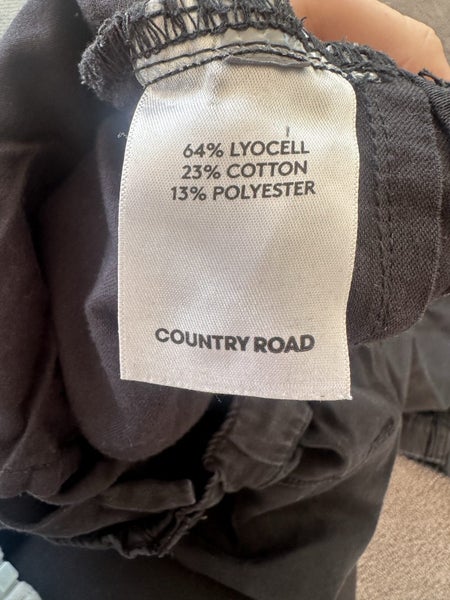 64% LYOCELL
23% COTTON
13% POLYESTER
COUNTRY ROAD